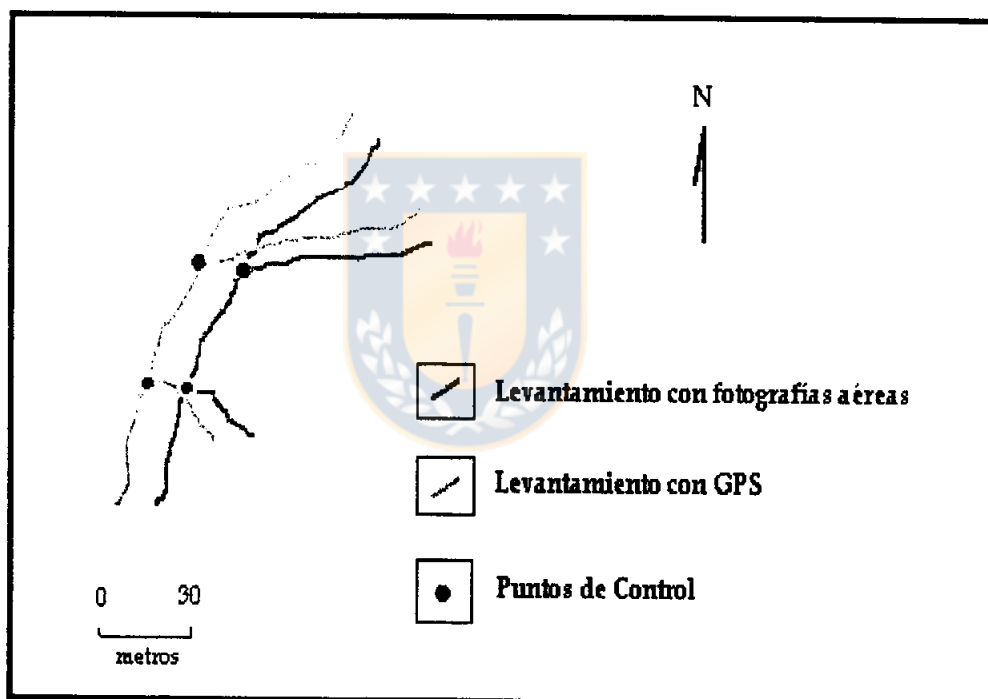 N
Levantamiento con fotografías aéreas
Levantamiento con GPS
Puntos de Control
0 30
metros